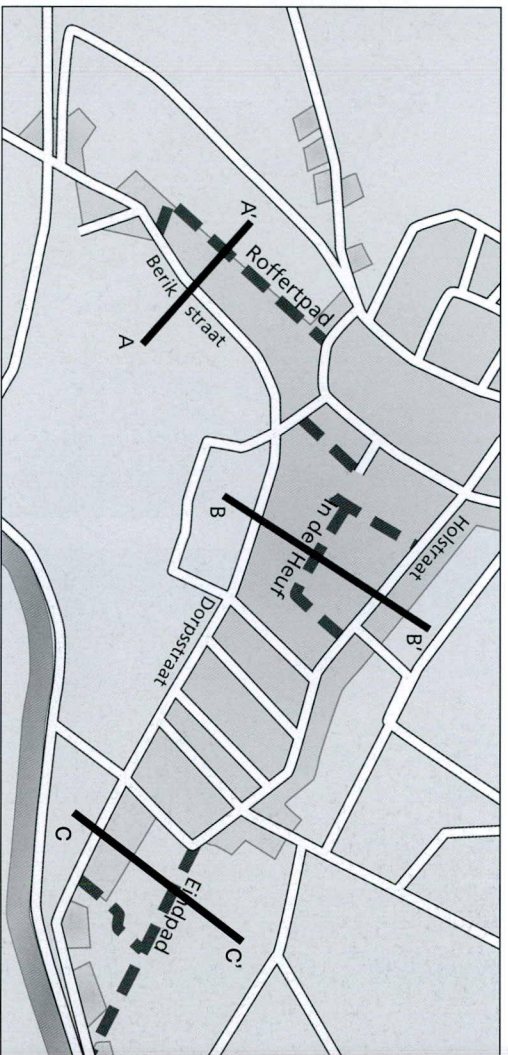 A'
Roffertpad
Berik straat
A
B
In de Heuf
Holstraat
B'
Dorpsstraat
C
Eindpad
C'